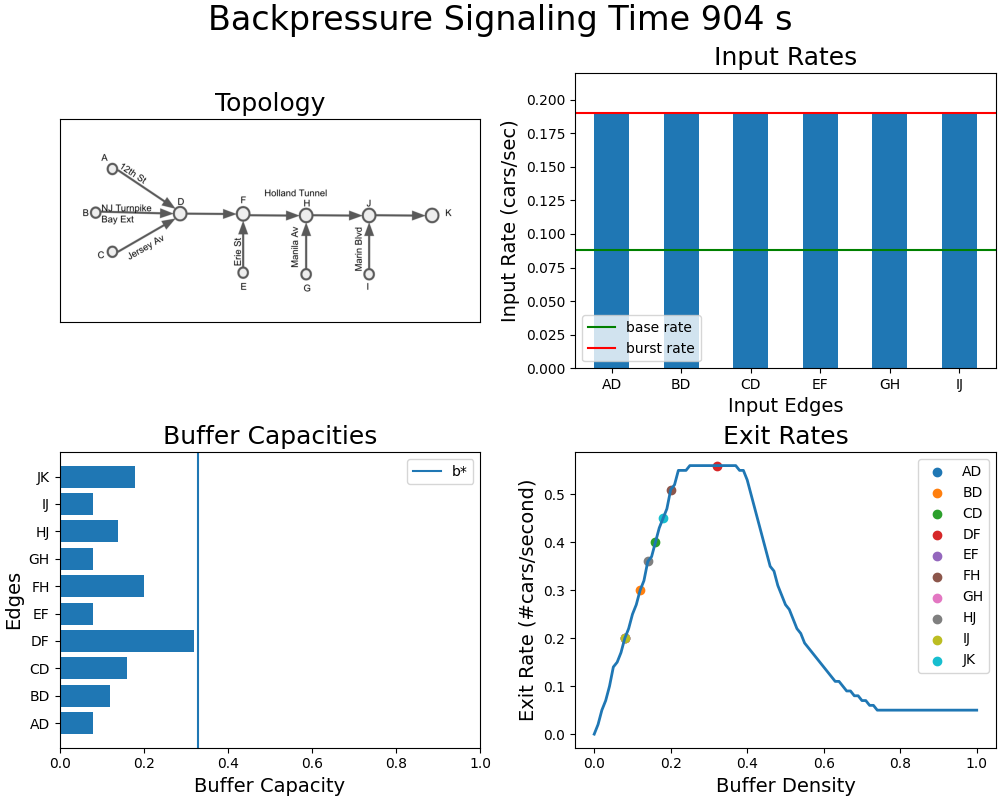 Backpressure Signaling Time 904 s
Topology
A
12th St
B
NJ Turnpike
Bay Ext
C
Jersey Av
D
F
Holland Tunnel
H
J
K
Erie St
Manila Av
Marin Blvd
E
G
I
Input Rates
Input Rate (cars/sec)
0.200
0.175
0.150
0.125
0.100
0.075
0.050
0.025
0.000
base rate
burst rate
AD BD CD EF GH IJ
Input Edges
Buffer Capacities
Edges
b*
JK
IJ
HJ
GH
FH
EF
DF
CD
BD
AD
0.0 0.2 0.4 0.6 0.8 1.0
Buffer Capacity
Exit Rates
Exit Rate (#cars/second)
0.5
0.4
0.3
0.2
0.1
0.0
AD
BD
CD
DF
EF
FH
GH
HJ
IJ
JK
0.0 0.2 0.4 0.6 0.8 1.0
Buffer Density